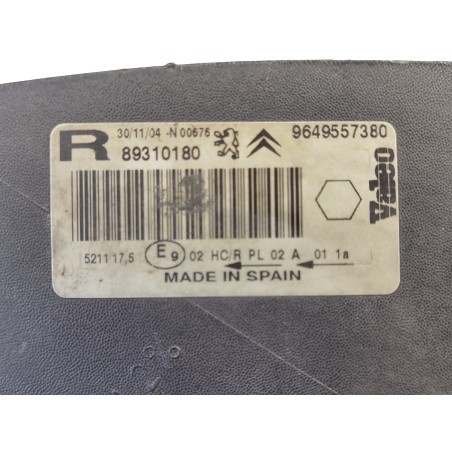 R 30/11/04 -N 00676 9649557380
89310180
Valeo
5211 17,5 E 9 02 HC/R PL 02 A 01 1a
MADE IN SPAIN